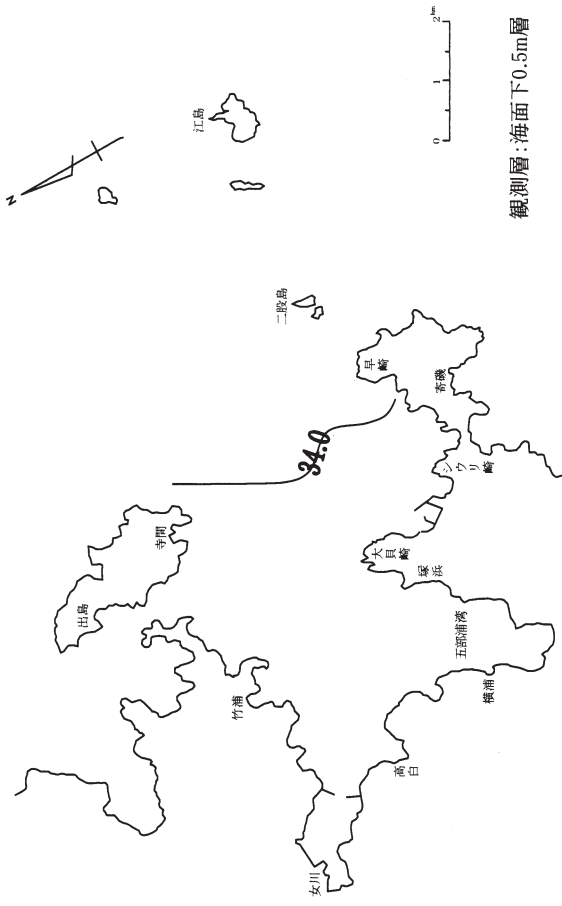 N
江島
0 1 2 km
観測層：海面下0.5m層
二股島
早崎
寄磯
34.0
シウリ崎
寺間
出島
大貝崎
塚浜
五部浦湾
横浦
竹浦
高白
女川